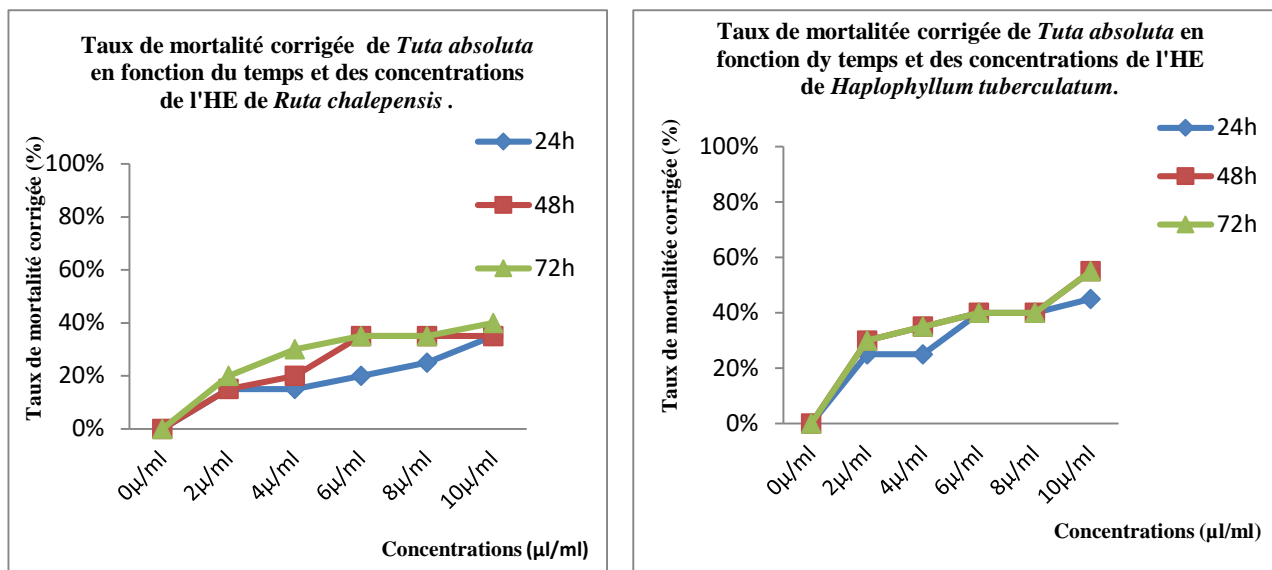 Taux de mortalité corrigée de Tuta absoluta
en fonction du temps et des concentrations
de l'HE de Ruta chalepensis .
Taux de mortalité corrigée (%)
100%
80%
60%
40%
20%
0%
0µ/ml
2µ/ml
4µ/ml
6µ/ml
8µ/ml
10µ/ml
Concentrations (µl/ml)
24h
48h
72h
Taux de mortalitée corrigée de Tuta absoluta en
fonction dy temps et des concentrations de l'HE
de Haplophyllum tuberculatum.
Taux de mortalitée corrigée (%)
100%
80%
60%
40%
20%
0%
0µ/ml
2µ/ml
4µ/ml
6µ/ml
8µ/ml
10µ/ml
Concentrations (µl/ml)
24h
48h
72h